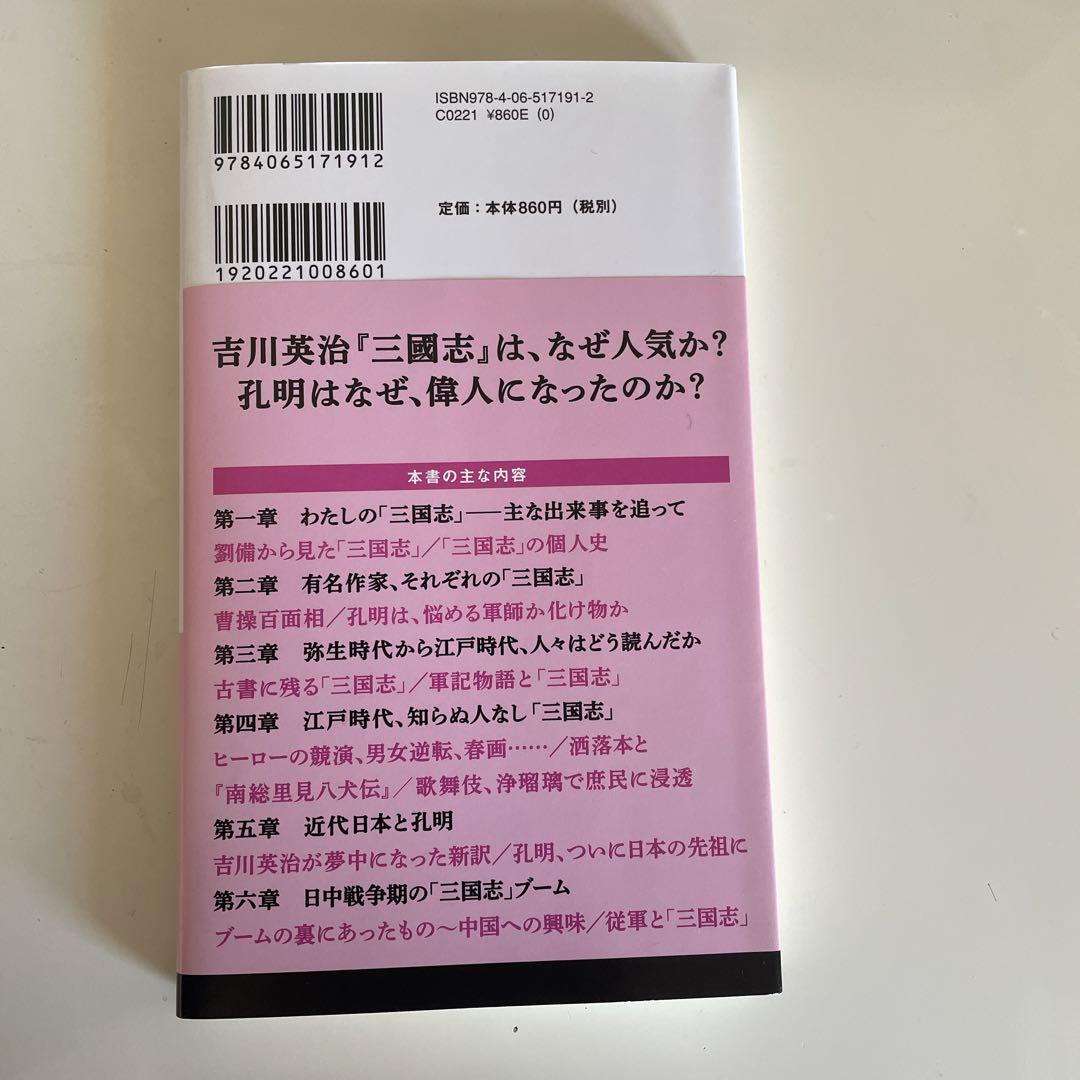 ISBN978-4-06-517191-2
C0221 ¥860E (0)
9784065171912
定価：本体860円（税別）
1920221008601
吉川英治『三國志』は、なぜ人気か？
孔明はなぜ、偉人になったのか？
本書の主な内容
第一章　わたしの「三国志」──主な出来事を追って
劉備から見た「三国志」／「三国志」の個人史
第二章　有名作家、それぞれの「三国志」
曹操百面相／孔明は、悩める軍師か化け物か
第三章　弥生時代から江戸時代、人々はどう読んだか
古書に残る「三国志」／軍記物語と「三国志」
第四章　江戸時代、知らぬ人なし「三国志」
ヒーローの競演、男女逆転、春画……／洒落本と
『南総里見八犬伝』／歌舞伎、浄瑠璃で庶民に浸透
第五章　近代日本と孔明
吉川英治が夢中になった新訳／孔明、ついに日本の先祖に
第六章　日中戦争期の「三国志」ブーム
ブームの裏にあったもの～中国への興味／従軍と「三国志」